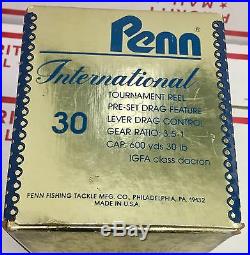 Penn®
International
30
TOURNAMENT REEL
PRE-SET DRAG FEATURE
LEVER DRAG CONTROL
GEAR RATIO: 3.5-1
CAP: 600 yds 30 lb
IGFA class dacron
PENN FISHING TACKLE MFG. CO., PHILADELPHIA, PA. 19132
MADE IN U.S.A.